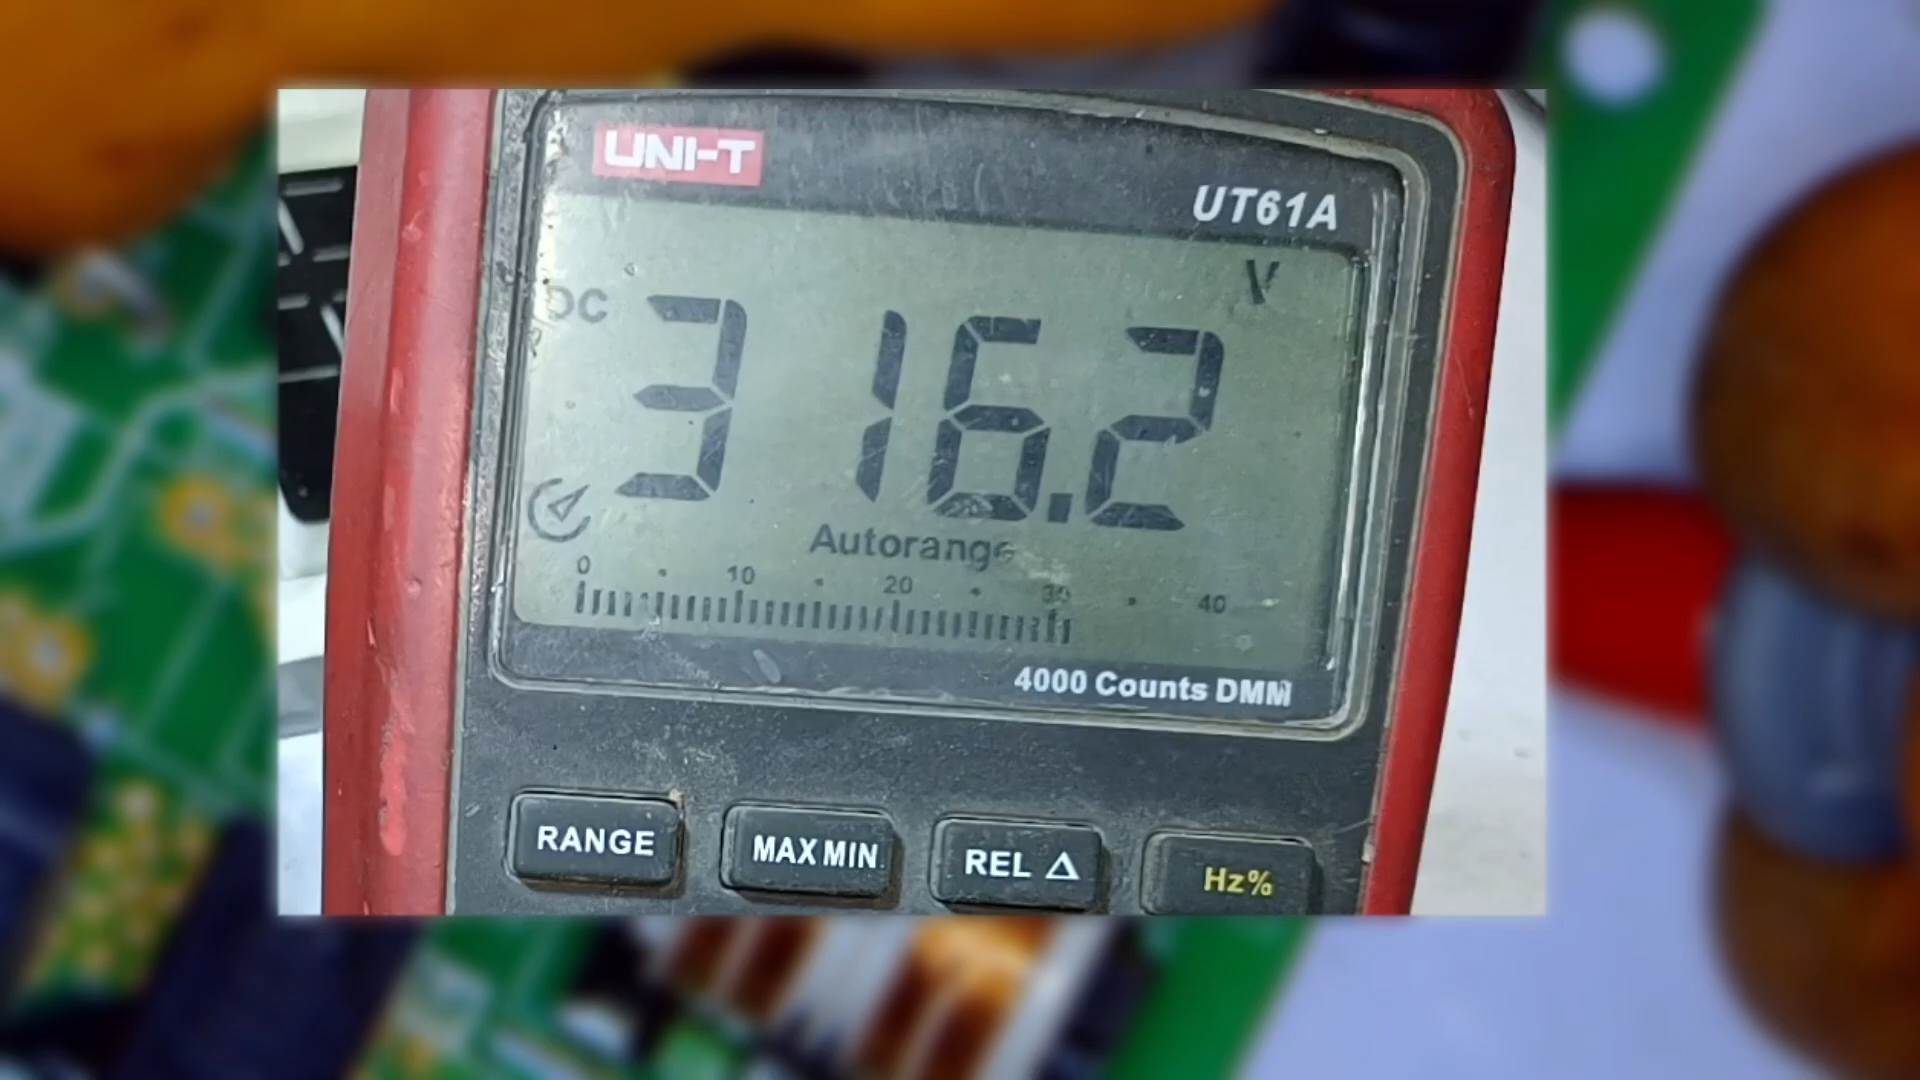 UNI-T
UT61A
V
DC
316.2
Autorange
0 10 20 30 40
4000 Counts DMM
RANGE
MAX MIN
REL △
Hz%